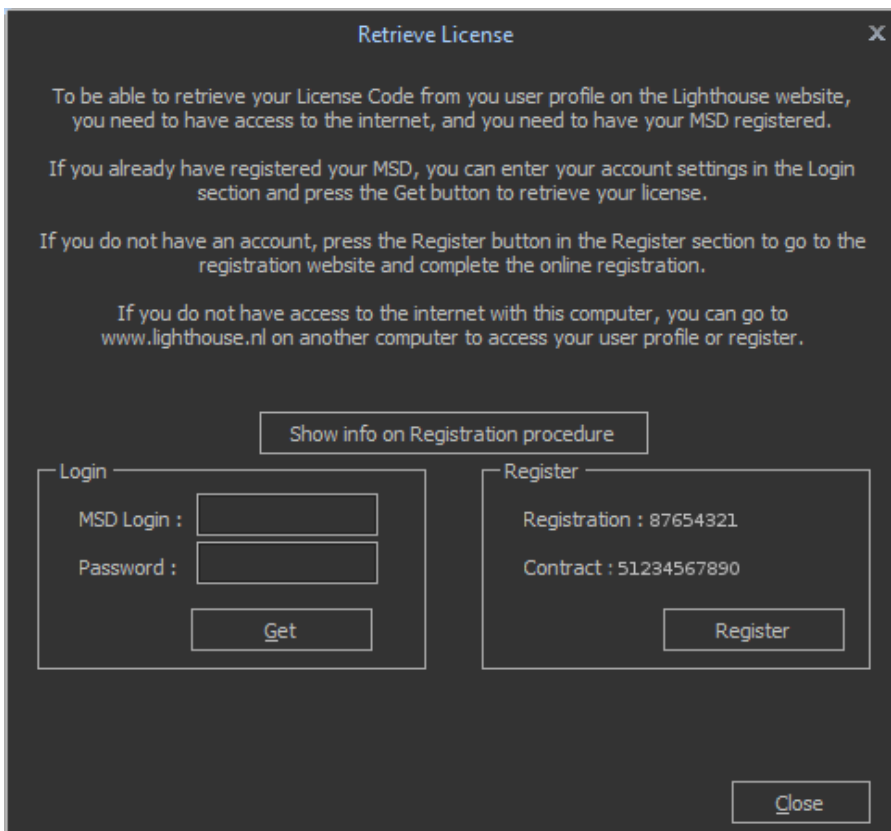 Retrieve License
X
To be able to retrieve your License Code from you user profile on the Lighthouse website,
you need to have access to the internet, and you need to have your MSD registered.
If you already have registered your MSD, you can enter your account settings in the Login
section and press the Get button to retrieve your license.
If you do not have an account, press the Register button in the Register section to go to the
registration website and complete the online registration.
If you do not have access to the internet with this computer, you can go to
www.lighthouse.nl on another computer to access your user profile or register.
Show info on Registration procedure
Login
MSD Login :
Password :
Get
Register
Registration : 87654321
Contract : 51234567890
Register
Close